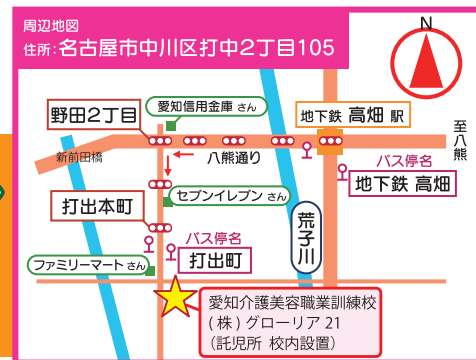 周辺地図
住所:名古屋市中川区打中2丁目105
N
野田2丁目
愛知信用金庫 さん
地下鉄 高畑 駅
至八熊
新前田橋
八熊通り
バス停名
地下鉄 高畑
打出本町
セブンイレブン さん
荒子川
バス停名
打出町
ファミリーマート さん
愛知介護美容職業訓練校
(株)グローリア21
(託児所 校内設置)